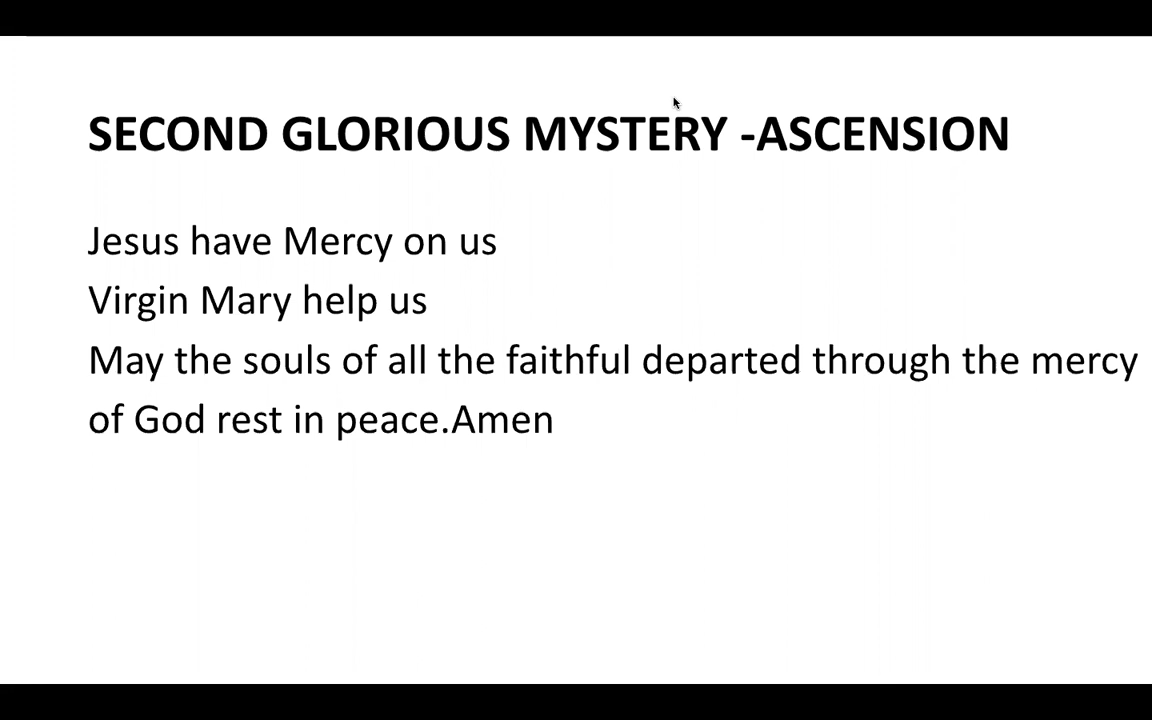 SECOND GLORIOUS MYSTERY -ASCENSION
Jesus have Mercy on us
Virgin Mary help us
May the souls of all the faithful departed through the mercy
of God rest in peace.Amen